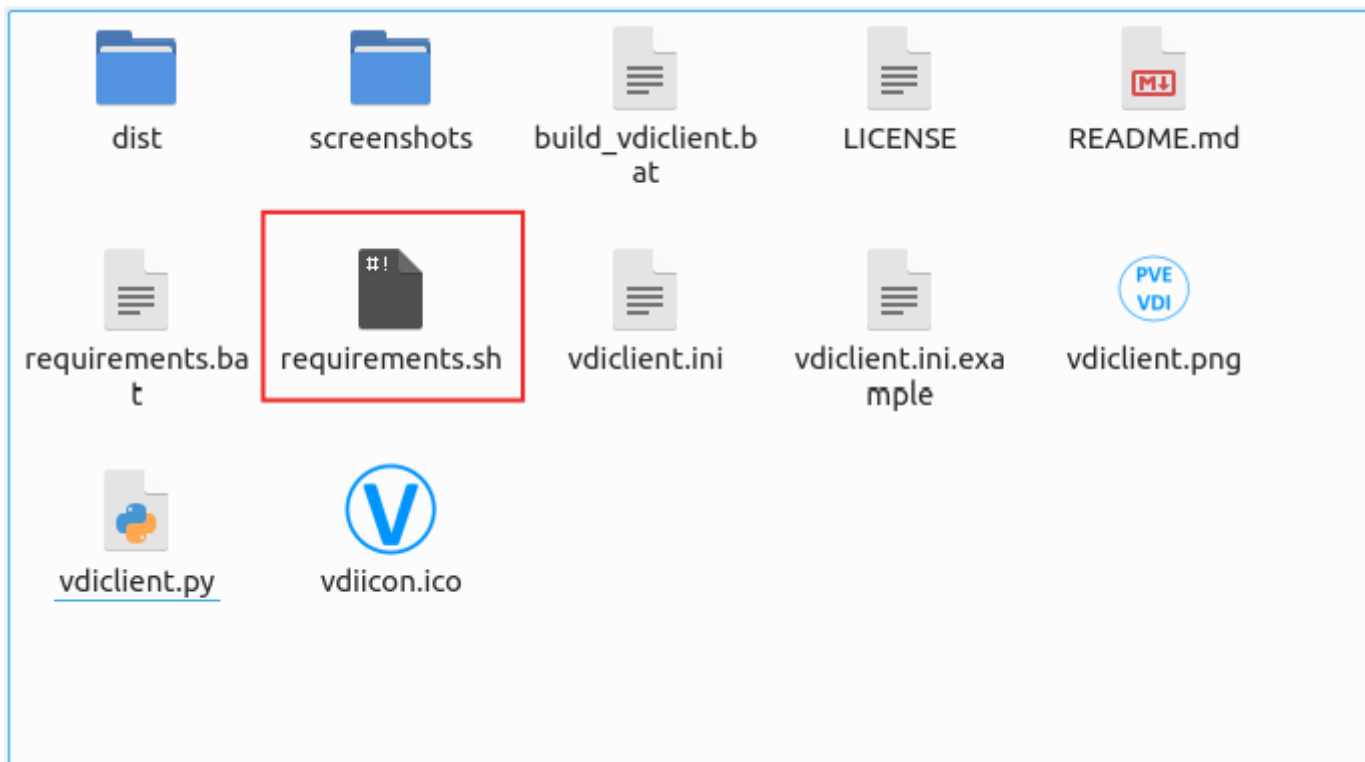 M↓
dist
screenshots
build_vdiclient.b
at
LICENSE
README.md
#!
PVE
VDI
requirements.ba
t
requirements.sh
vdiclient.ini
vdiclient.ini.exa
mple
vdiclient.png
V
vdiclient.py
vdiicon.ico